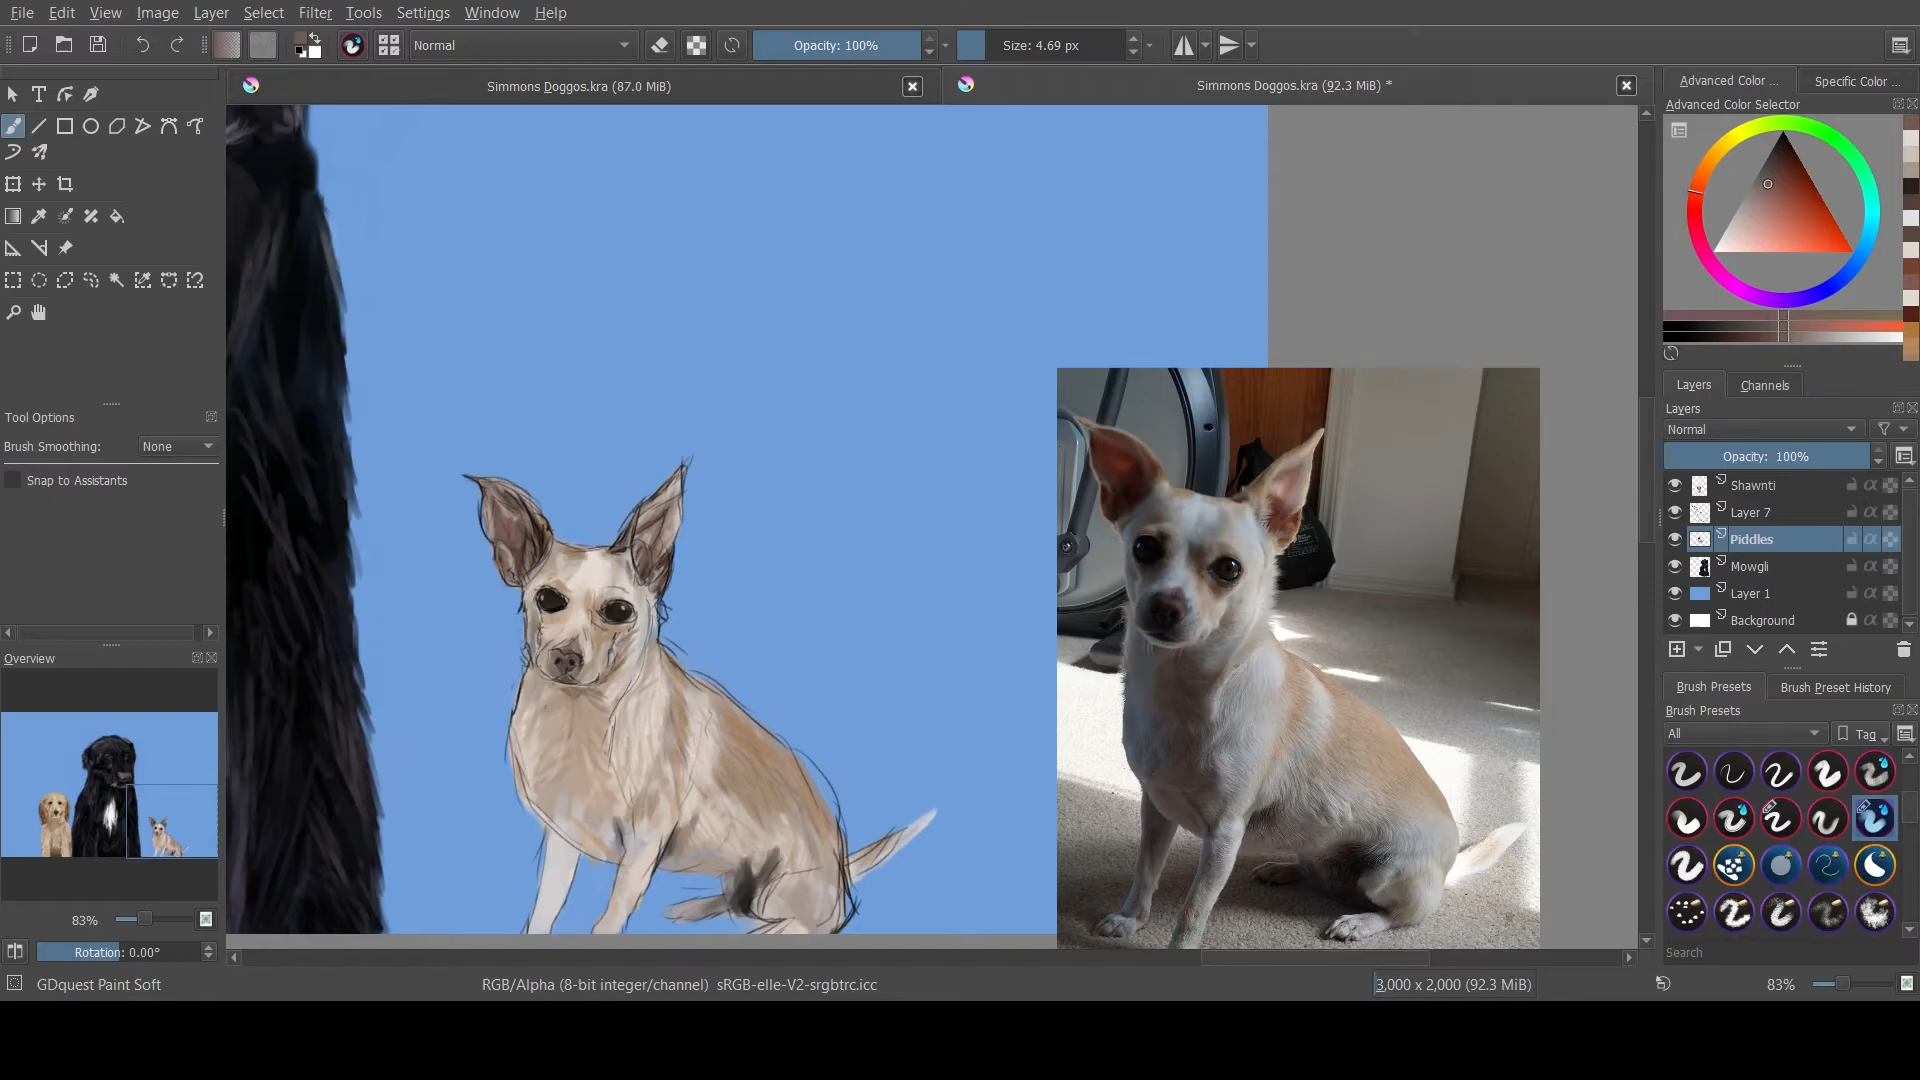 File Edit View Image Layer Select Filter Tools Settings Window Help
Normal
Opacity: 100%
Size: 4.69 px
Simmons Doggos.kra (87.0 MiB)
Simmons Doggos.kra (92.3 MiB) *
Advanced Color ...
Specific Color ...
Advanced Color Selector
Tool Options
Brush Smoothing: None
Snap to Assistants
Overview
83%
Rotation: 0.00°
Layers
Channels
Layers
Normal
Opacity: 100%
Shawnti
Layer 7
Piddles
Mowgli
Layer 1
Background
Brush Presets
Brush Preset History
Brush Presets
All
Tag
Search
GDquest Paint Soft
RGB/Alpha (8-bit integer/channel) sRGB-elle-V2-srgbtrc.icc
3,000 x 2,000 (92.3 MiB)
83%